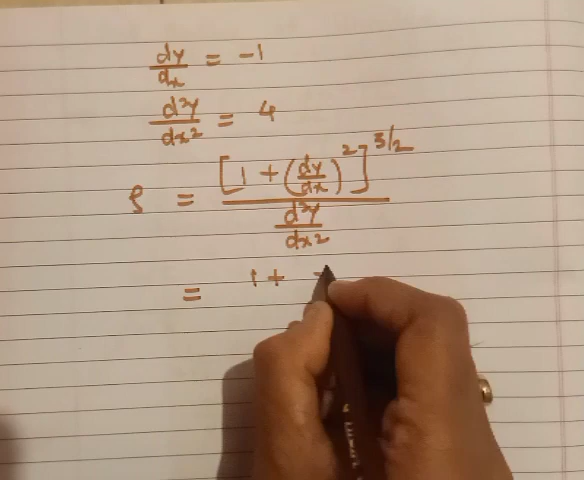 dy/dx = -1
d²y/dx² = 4
ρ = [1 + (dy/dx)²]^3/2 / d²y/dx²
= 1 + -